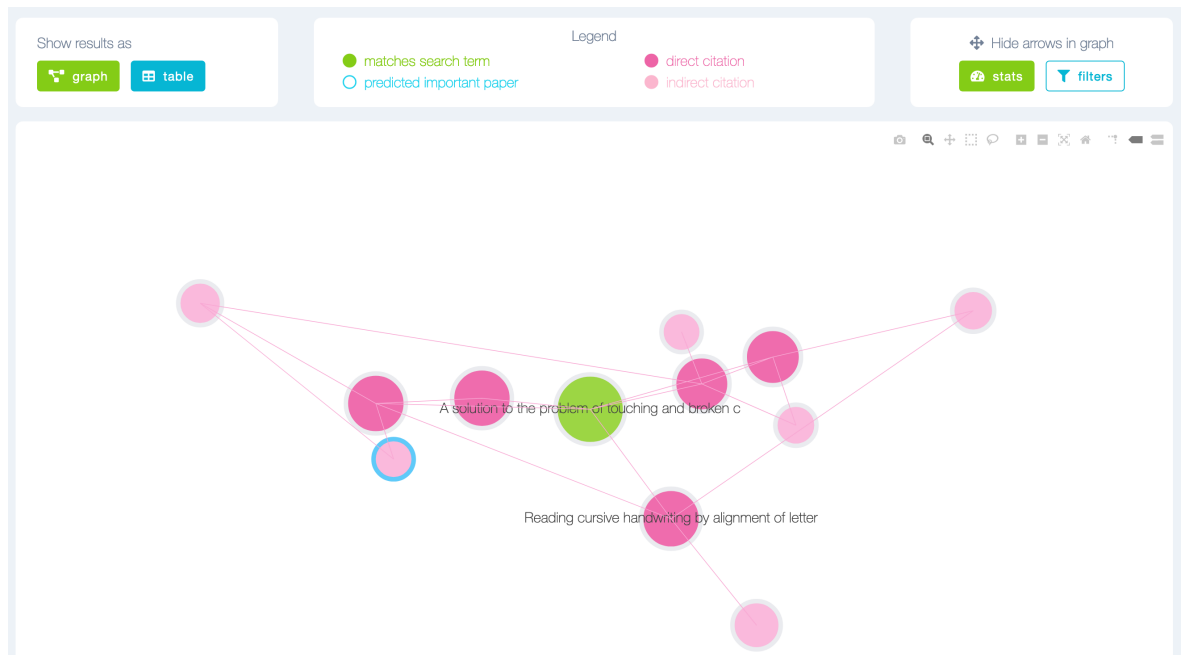 Show results as
graph
table
Legend
matches search term
predicted important paper
direct citation
indirect citation
Hide arrows in graph
stats
filters
A solution to the problem of touching and broken c
Reading cursive handwriting by alignment of letter